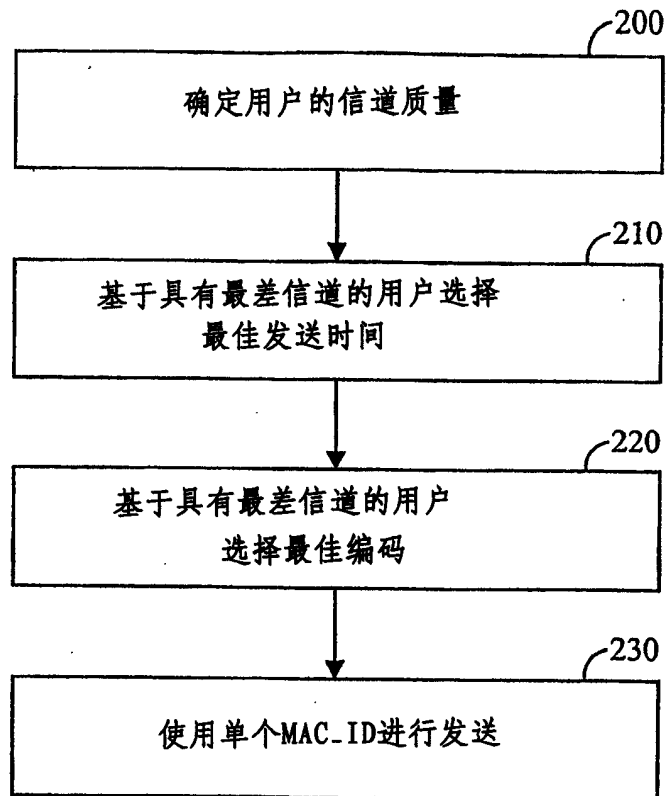 200
确定用户的信道质量
210
基于具有最差信道的用户选择
最佳发送时间
220
基于具有最差信道的用户
选择最佳编码
230
使用单个MAC_ID进行发送